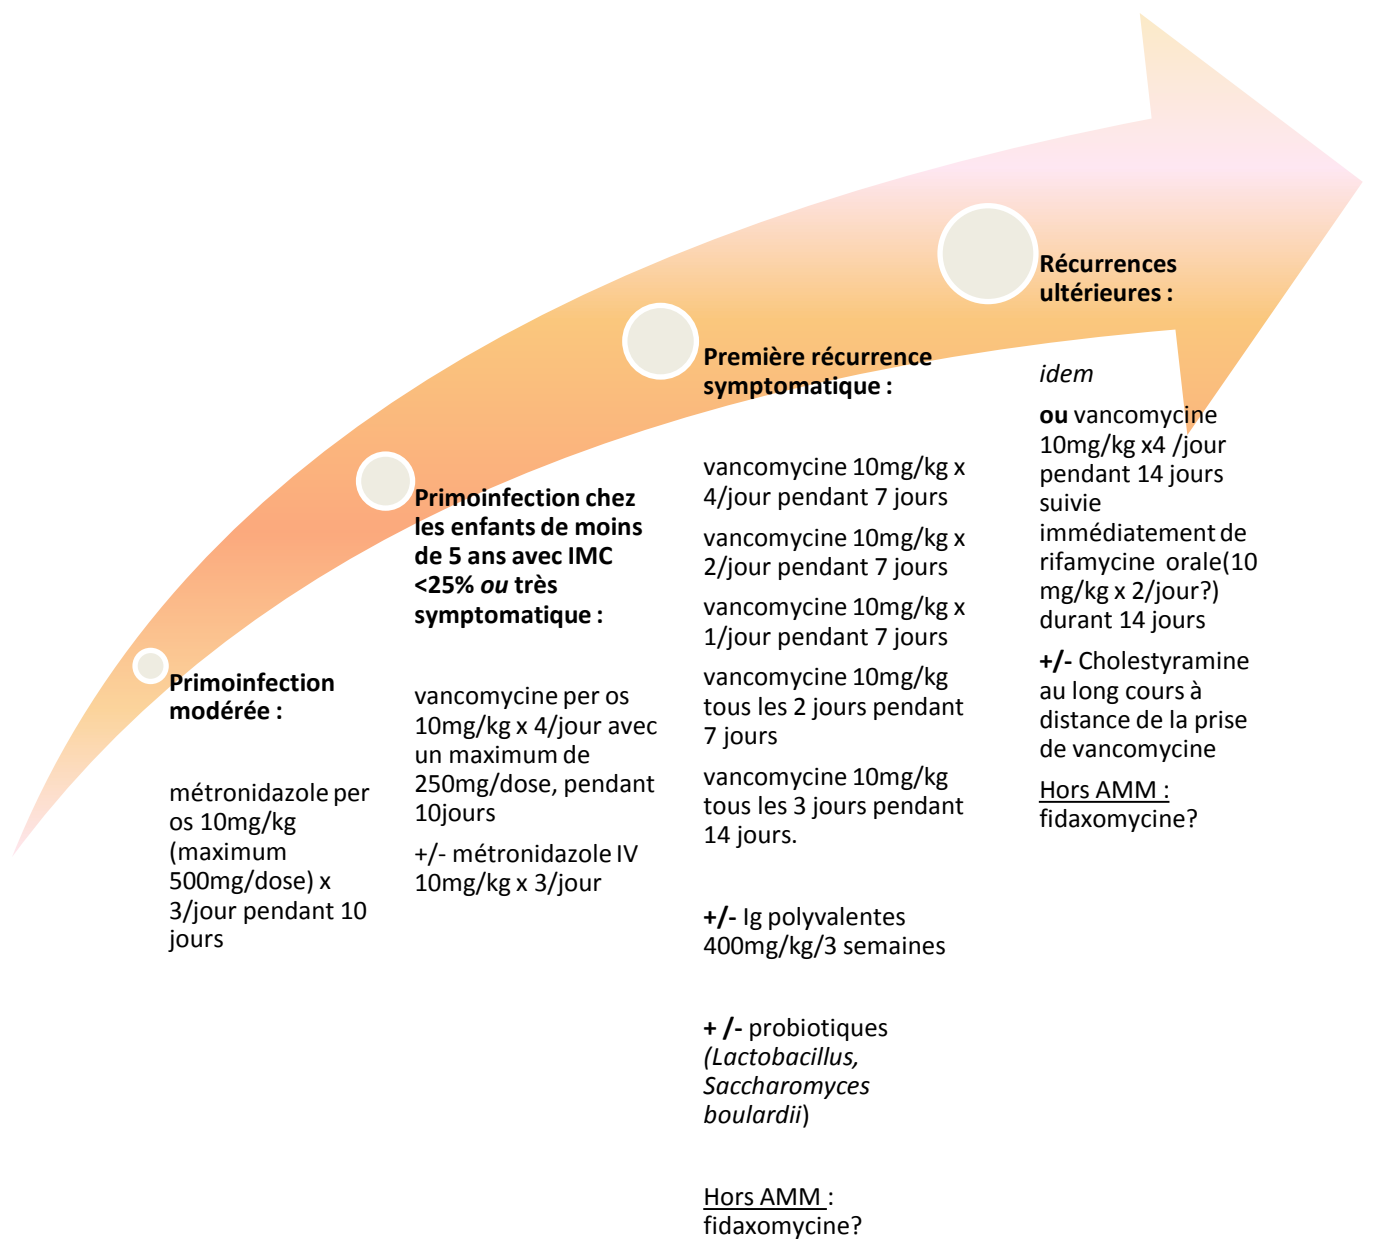 Primoinfection
modérée :
métronidazole per
os 10mg/kg
(maximum
500mg/dose) x
3/jour pendant 10
jours
Primoinfection chez
les enfants de moins
de 5 ans avec IMC
<25% ou très
symptomatique :
vancomycine per os
10mg/kg x 4/jour avec
un maximum de
250mg/dose, pendant
10jours
+/- métronidazole IV
10mg/kg x 3/jour
Première récurrence
symptomatique :
vancomycine 10mg/kg x
4/jour pendant 7 jours
vancomycine 10mg/kg x
2/jour pendant 7 jours
vancomycine 10mg/kg x
1/jour pendant 7 jours
vancomycine 10mg/kg
tous les 2 jours pendant
7 jours
vancomycine 10mg/kg
tous les 3 jours pendant
14 jours.
+/- Ig polyvalentes
400mg/kg/3 semaines
+ /- probiotiques
(Lactobacillus,
Saccharomyces
boulardii)
Hors AMM :
fidaxomycine?
Récurrences
ultérieures :
idem
ou vancomycine
10mg/kg x4 /jour
pendant 14 jours
suivie
immédiatement de
rifamycine orale(10
mg/kg x 2/jour?)
durant 14 jours
+/- Cholestyramine
au long cours à
distance de la prise
de vancomycine
Hors AMM :
fidaxomycine?